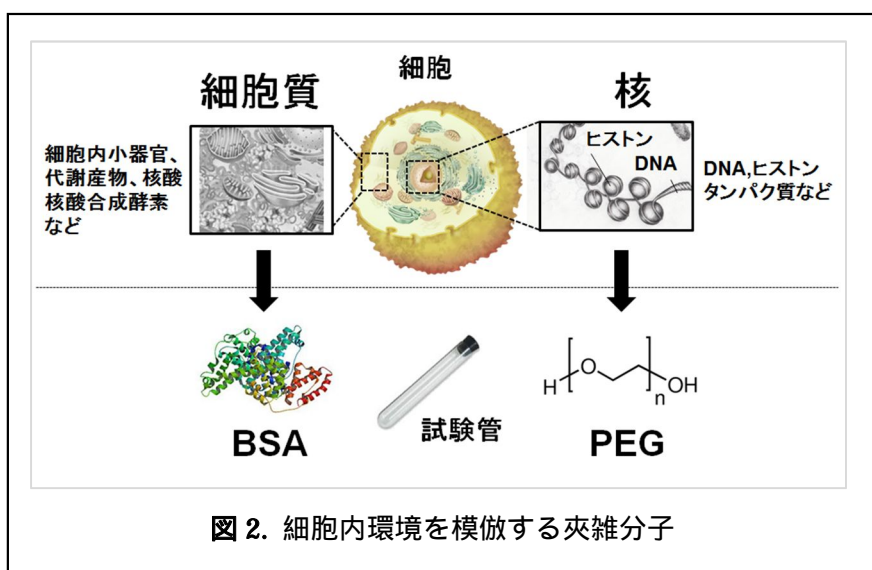 細胞
細胞質
核
細胞内小器官、
代謝産物、核酸
核酸合成酵素
など
ヒストン
DNA
DNA,ヒストン
タンパク質など
BSA
試験管
H
O
n
OH
PEG
図 2. 細胞内環境を模倣する夾雑分子